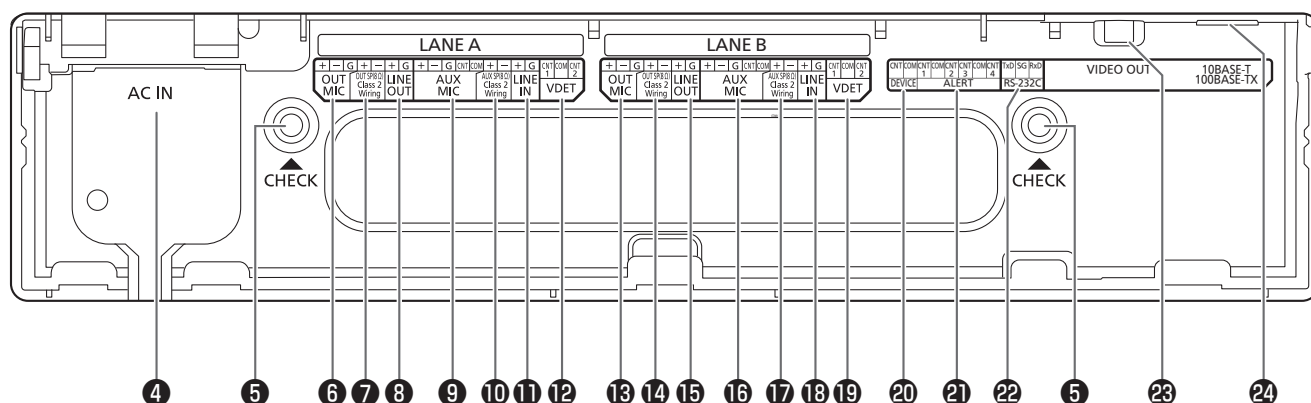 LANE A
LANE B
+ − G + − + G + − G CNT COM + − + G CNT 1 COM CNT 2
OUT MIC
OUT SP(8 Ω) Class 2 Wiring
LINE OUT
AUX MIC
AUX SP(8 Ω) Class 2 Wiring
LINE IN
VDET
+ − G + − + G + − G CNT COM + − + G CNT 1 COM CNT 2
OUT MIC
OUT SP(8 Ω) Class 2 Wiring
LINE OUT
AUX MIC
AUX SP(8 Ω) Class 2 Wiring
LINE IN
VDET
CNT COM CNT 1 COM CNT 2 CNT 3 COM CNT 4 TxD SG RxD
DEVICE
ALERT
RS-232C
VIDEO OUT
10BASE-T
100BASE-TX
AC IN
CHECK
CHECK
4 5 6 7 8 9 10 11 12 13 14 15 16 17 18 19 20 21 22 5 23 24